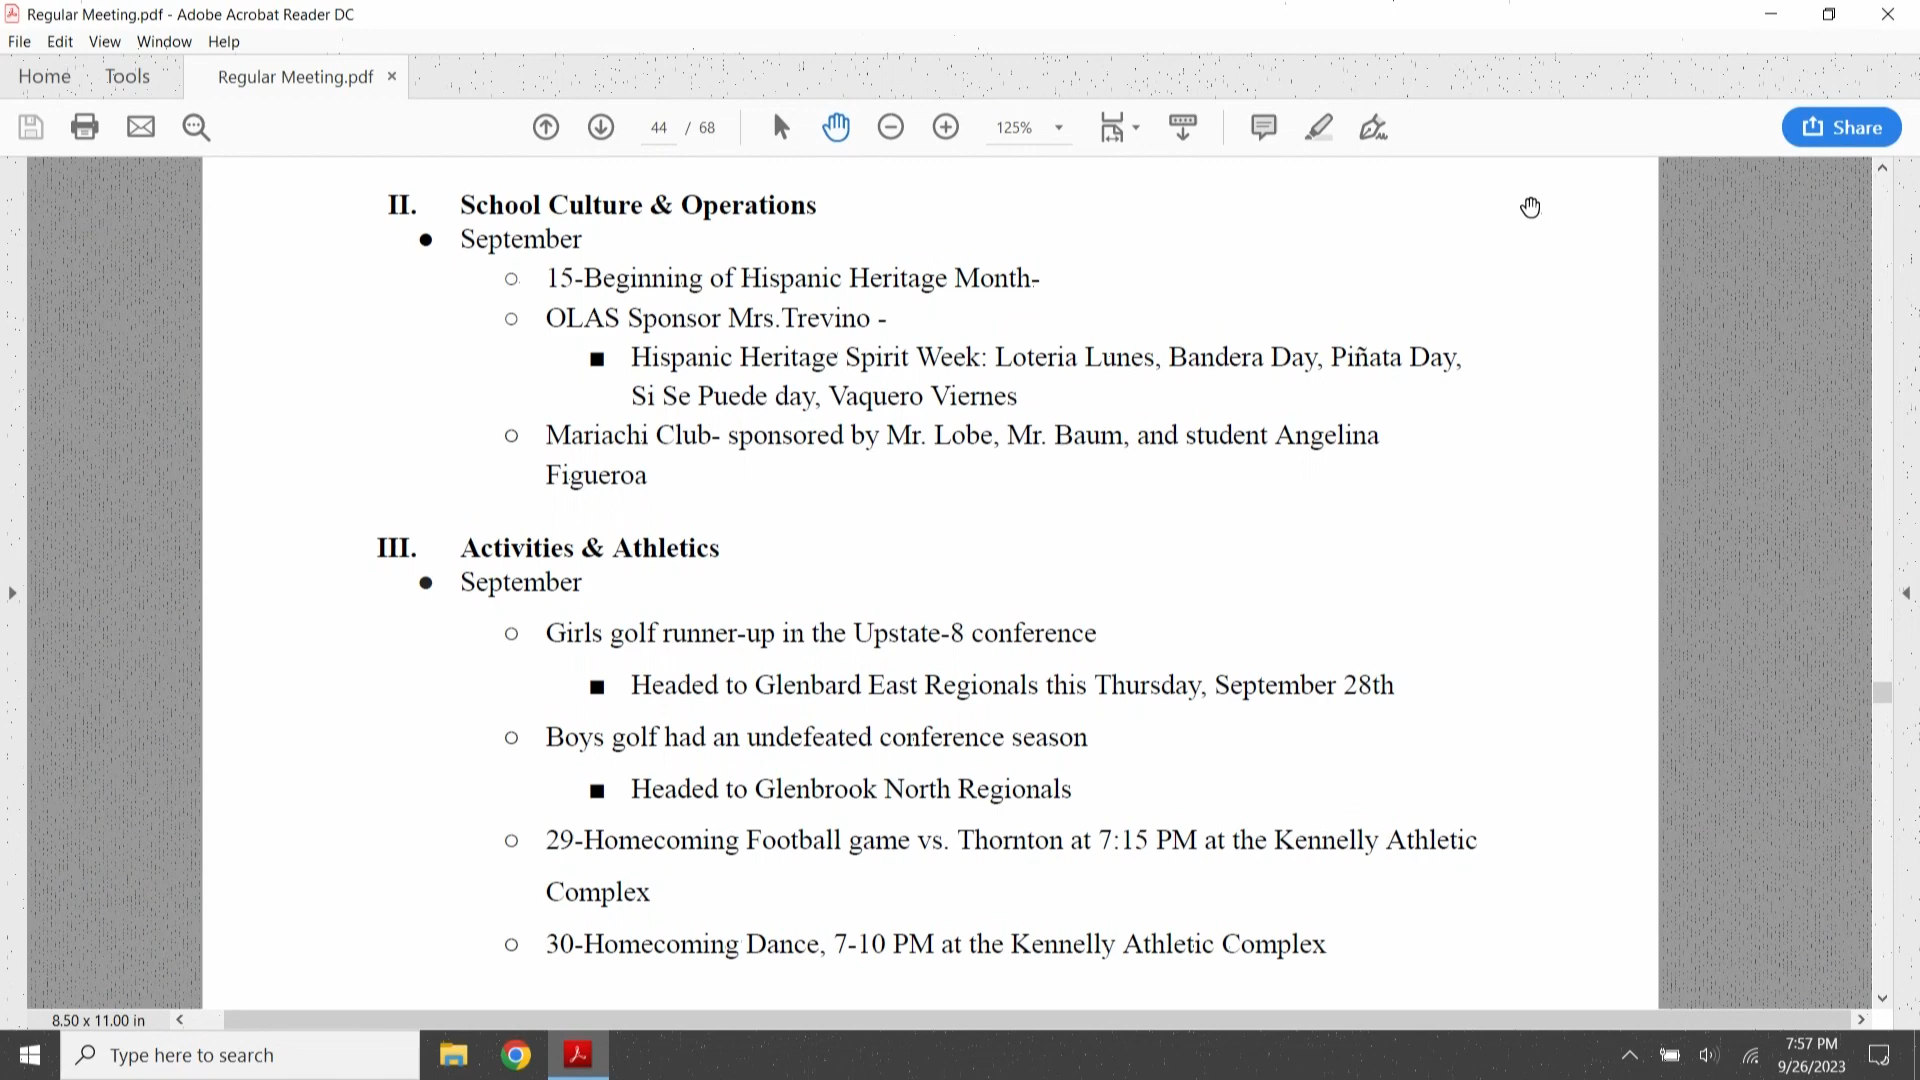 Regular Meeting.pdf - Adobe Acrobat Reader DC
File Edit View Window Help
Home Tools Regular Meeting.pdf ×
44 / 68 125% Share
II. School Culture & Operations
● September
○ 15-Beginning of Hispanic Heritage Month-
○ OLAS Sponsor Mrs.Trevino -
■ Hispanic Heritage Spirit Week: Loteria Lunes, Bandera Day, Piñata Day,
Si Se Puede day, Vaquero Viernes
○ Mariachi Club- sponsored by Mr. Lobe, Mr. Baum, and student Angelina
Figueroa
III. Activities & Athletics
● September
○ Girls golf runner-up in the Upstate-8 conference
■ Headed to Glenbard East Regionals this Thursday, September 28th
○ Boys golf had an undefeated conference season
■ Headed to Glenbrook North Regionals
○ 29-Homecoming Football game vs. Thornton at 7:15 PM at the Kennelly Athletic
Complex
○ 30-Homecoming Dance, 7-10 PM at the Kennelly Athletic Complex
8.50 x 11.00 in
Type here to search
7:57 PM
9/26/2023